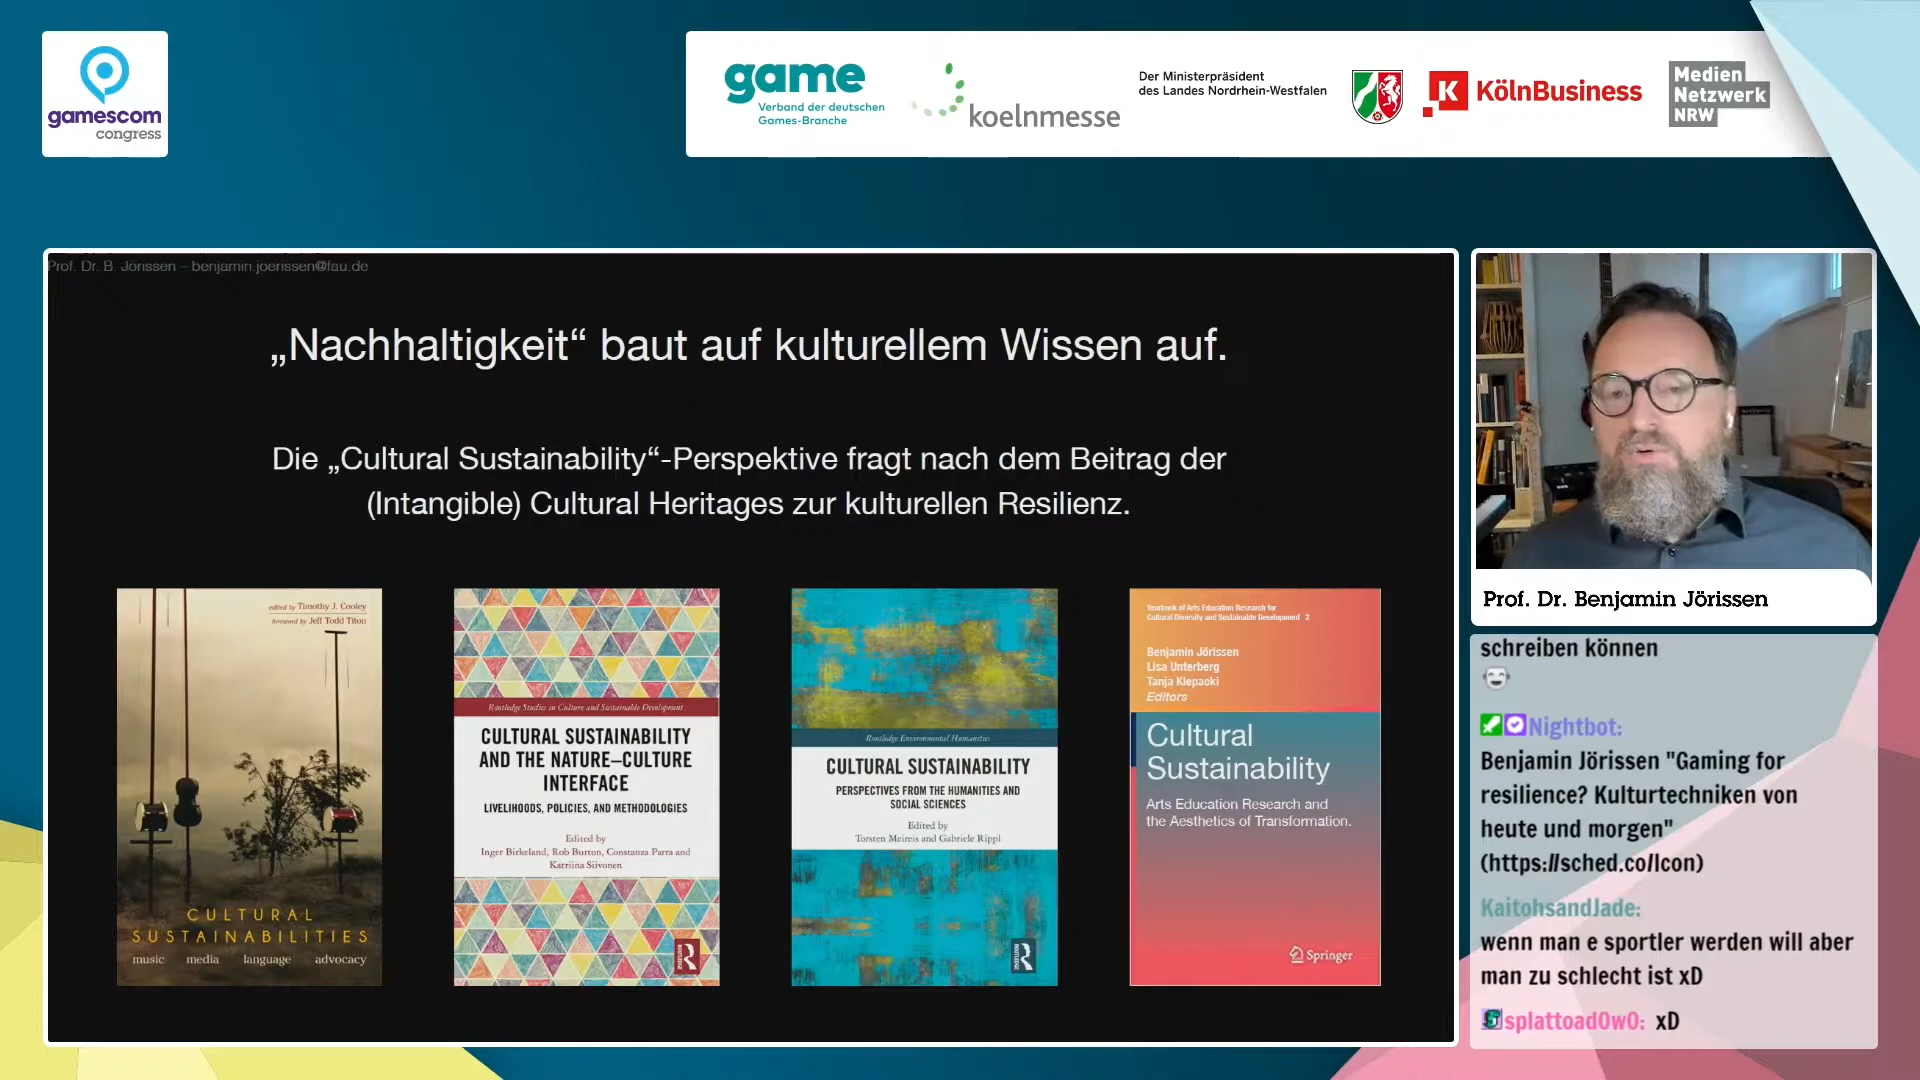 gamescom
congress
game
Verband der deutschen
Games-Branche
koelnmesse
Der Ministerpräsident
des Landes Nordrhein-Westfalen
K KölnBusiness
Medien
Netzwerk
NRW
Prof. Dr. B. Jörissen – benjamin.joerissen@fau.de
„Nachhaltigkeit“ baut auf kulturellem Wissen auf.
Die „Cultural Sustainability“-Perspektive fragt nach dem Beitrag der
(Intangible) Cultural Heritages zur kulturellen Resilienz.
edited by Timothy J. Cooley
foreword by Jeff Todd Titon
CULTURAL
SUSTAINABILITIES
music media language advocacy
Routledge Studies in Culture and Sustainable Development
CULTURAL SUSTAINABILITY
AND THE NATURE–CULTURE
INTERFACE
LIVELIHOODS, POLICIES, AND METHODOLOGIES
Edited by
Inger Birkeland, Rob Burton, Constanza Parra and
Katriina Siivonen
ROUTLEDGE
Routledge Environmental Humanities
CULTURAL SUSTAINABILITY
PERSPECTIVES FROM THE HUMANITIES AND
SOCIAL SCIENCES
Edited by
Torsten Meireis and Gabriele Rippl
ROUTLEDGE
Yearbook of Arts Education Research for
Cultural Diversity and Sustainable Development 2
Benjamin Jörissen
Lisa Unterberg
Tanja Klepacki
Editors
Cultural
Sustainability
Arts Education Research and
the Aesthetics of Transformation.
Springer
Prof. Dr. Benjamin Jörissen
schreiben können
Nightbot:
Benjamin Jörissen "Gaming for
resilience? Kulturtechniken von
heute und morgen"
(https://sched.co/lcon)
KaitohsandJade:
wenn man e sportler werden will aber
man zu schlecht ist xD
splattoad0w0: xD